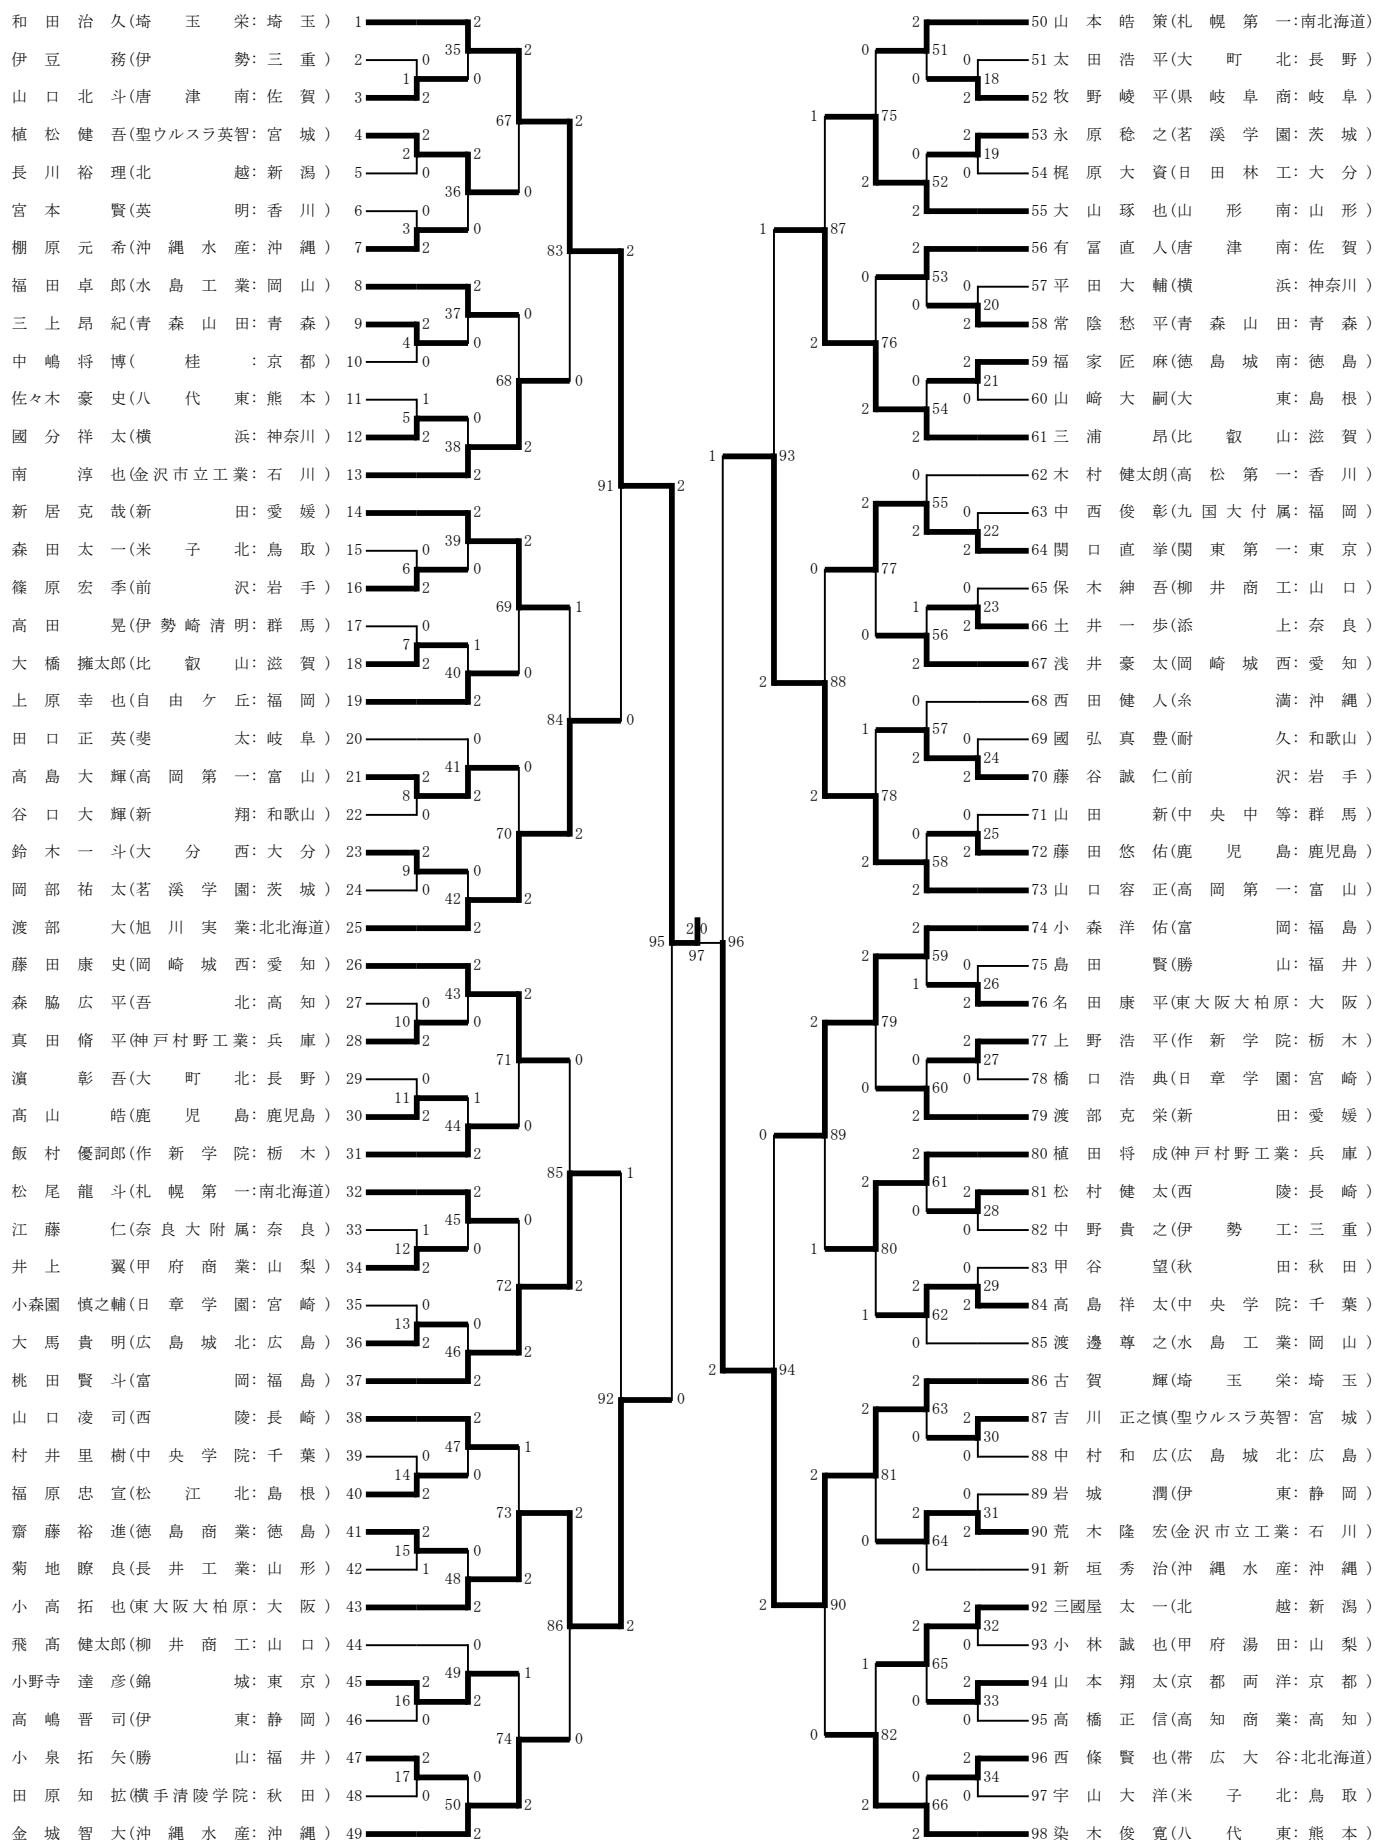 和田治久(埼玉栄:埼玉) 1
伊豆務(伊勢:三重) 2
山口北斗(唐津南:佐賀) 3
植松健吾(聖ウルスラ英智:宮城) 4
長川裕理(北越:新潟) 5
宮本賢(英明:香川) 6
棚原元希(沖縄水産:沖縄) 7
福田卓郎(水島工業:岡山) 8
三上昂紀(青森山田:青森) 9
中嶋将博(桂:京都) 10
佐々木豪史(八代東:熊本) 11
國分祥太(横浜:神奈川) 12
南淳也(金沢市立工業:石川) 13
新居克哉(新田:愛媛) 14
森田太一(米子北:鳥取) 15
篠原宏季(前沢:岩手) 16
高田晃(伊勢崎清明:群馬) 17
大橋擁太郎(比叡山:滋賀) 18
上原幸也(自由ケ丘:福岡) 19
田口正英(斐太:岐阜) 20
高島大輝(高岡第一:富山) 21
谷口大輝(新翔:和歌山) 22
鈴木一斗(大分西:大分) 23
岡部祐太(茗溪学園:茨城) 24
渡部大(旭川実業:北北海道) 25
藤田康史(岡崎城西:愛知) 26
森脇広平(吾北:高知) 27
真田脩平(神戸村野工業:兵庫) 28
濵彰吾(大町北:長野) 29
髙山皓(鹿児島:鹿児島) 30
飯村優詞郎(作新学院:栃木) 31
松尾龍斗(札幌第一:南北海道) 32
江藤仁(奈良大附属:奈良) 33
井上翼(甲府商業:山梨) 34
小森園慎之輔(日章学園:宮崎) 35
大馬貴明(広島城北:広島) 36
桃田賢斗(富岡:福島) 37
山口凌司(西陵:長崎) 38
村井里樹(中央学院:千葉) 39
福原忠宣(松江北:島根) 40
齋藤裕進(徳島商業:徳島) 41
菊地瞭良(長井工業:山形) 42
小高拓也(東大阪大柏原:大阪) 43
飛髙健太郎(柳井商工:山口) 44
小野寺達彦(錦城:東京) 45
高嶋晋司(伊東:静岡) 46
小泉拓矢(勝山:福井) 47
田原知拡(横手清陵学院:秋田) 48
金城智大(沖縄水産:沖縄) 49
50 山本皓策(札幌第一:南北海道)
51 太田浩平(大町北:長野)
52 牧野崚平(県岐阜商:岐阜)
53 永原稔之(茗溪学園:茨城)
54 梶原大資(日田林工:大分)
55 大山琢也(山形南:山形)
56 有冨直人(唐津南:佐賀)
57 平田大輔(横浜:神奈川)
58 常陰愁平(青森山田:青森)
59 福家匠麻(徳島城南:徳島)
60 山﨑大嗣(大東:島根)
61 三浦昂(比叡山:滋賀)
62 木村健太朗(高松第一:香川)
63 中西俊彰(九国大付属:福岡)
64 関口直挙(関東第一:東京)
65 保木紳吾(柳井商工:山口)
66 土井一歩(添上:奈良)
67 浅井豪太(岡崎城西:愛知)
68 西田健人(糸満:沖縄)
69 國弘真豊(耐久:和歌山)
70 藤谷誠仁(前沢:岩手)
71 山田新(中央中等:群馬)
72 藤田悠佑(鹿児島:鹿児島)
73 山口容正(高岡第一:富山)
74 小森洋佑(富岡:福島)
75 島田賢(勝山:福井)
76 名田康平(東大阪大柏原:大阪)
77 上野浩平(作新学院:栃木)
78 橋口浩典(日章学園:宮崎)
79 渡部克栄(新田:愛媛)
80 植田将成(神戸村野工業:兵庫)
81 松村健太(西陵:長崎)
82 中野貴之(伊勢工:三重)
83 甲谷望(秋田:秋田)
84 高島祥太(中央学院:千葉)
85 渡邊尊之(水島工業:岡山)
86 古賀輝(埼玉栄:埼玉)
87 吉川正之慎(聖ウルスラ英智:宮城)
88 中村和広(広島城北:広島)
89 岩城潤(伊東:静岡)
90 荒木隆宏(金沢市立工業:石川)
91 新垣秀治(沖縄水産:沖縄)
92 三國屋太一(北越:新潟)
93 小林誠也(甲府湯田:山梨)
94 山本翔太(京都両洋:京都)
95 高橋正信(高知商業:高知)
96 西條賢也(帯広大谷:北北海道)
97 宇山大洋(米子北:鳥取)
98 染木俊寛(八代東:熊本)